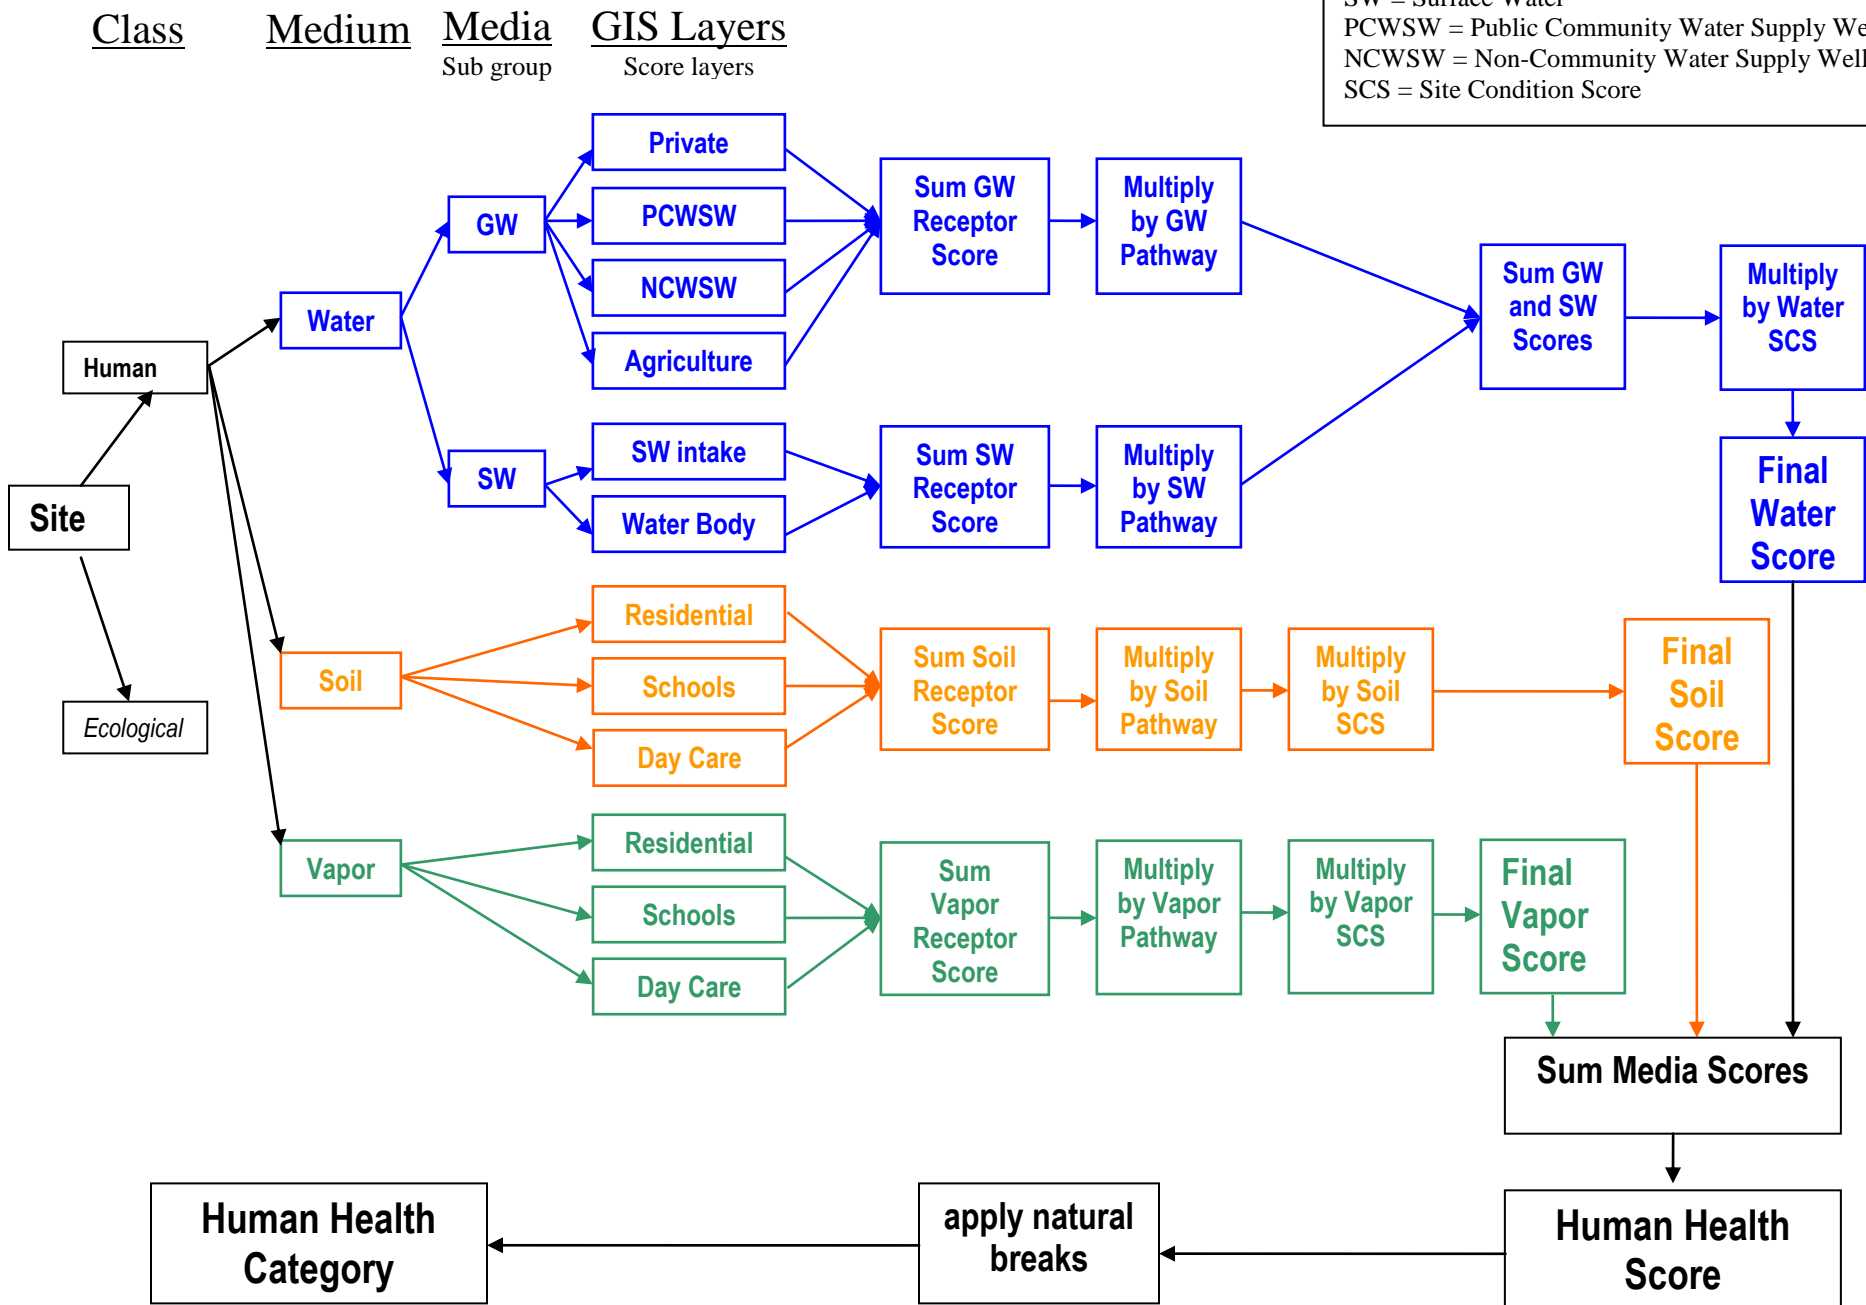 Class
Medium
Media
Sub group
GIS Layers
Score layers
SW = Surface Water
PCWSW = Public Community Water Supply
NCWSW = Non-Community Water Supply Well
SCS = Site Condition Score
Site
Human
Ecological
Water
Soil
Vapor
GW
SW
Private
PCWSW
NCWSW
Agriculture
SW intake
Water Body
Residential
Schools
Day Care
Residential
Schools
Day Care
Sum GW
Receptor
Score
Multiply
by GW
Pathway
Sum GW
and SW
Scores
Multiply
by Water
SCS
Sum SW
Receptor
Score
Multiply
by SW
Pathway
Final
Water
Score
Sum Soil
Receptor
Score
Multiply
by Soil
Pathway
Multiply
by Soil
SCS
Final
Soil
Score
Sum
Vapor
Receptor
Score
Multiply
by Vapor
Pathway
Multiply
by Vapor
SCS
Final
Vapor
Score
Sum Media Scores
Human Health
Score
apply natural
breaks
Human Health
Category